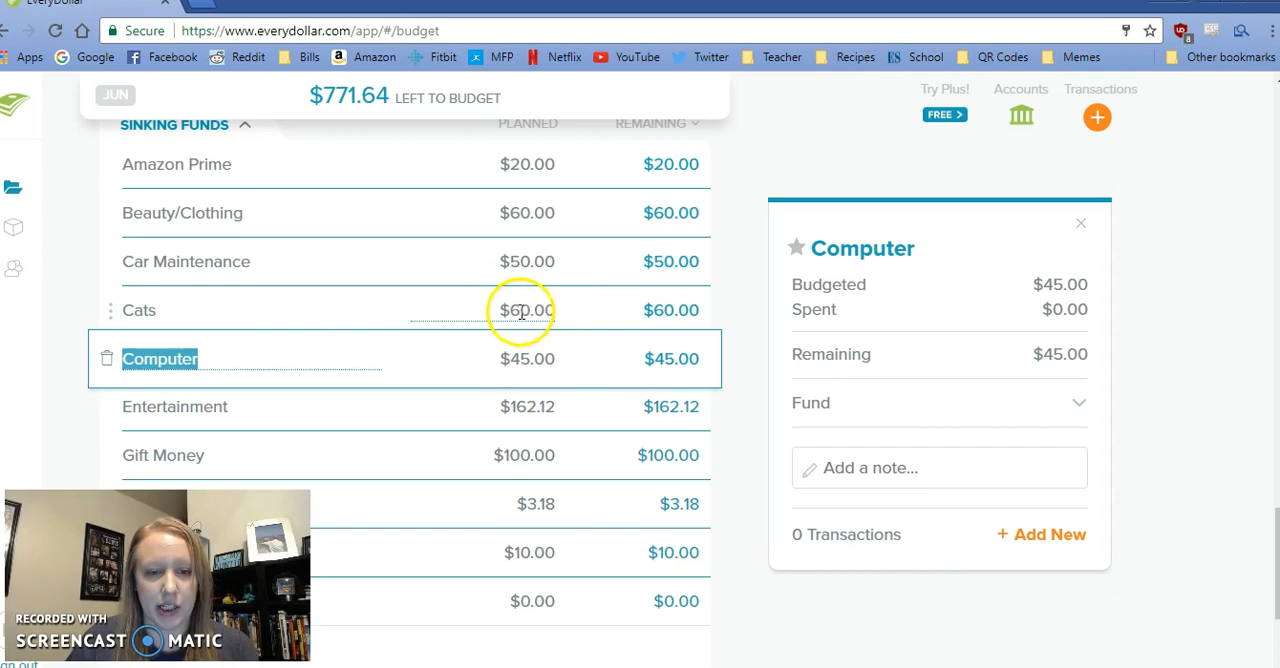 EveryDollar
Secure
https://www.everydollar.com/app/#/budget
8
Apps
Google
Facebook
Reddit
Bills
Amazon
Fitbit
MFP
Netflix
YouTube
Twitter
Teacher
Recipes
ES School
QR Codes
Memes
Other bookmarks
JUN
$771.64 LEFT TO BUDGET
Try Plus!
FREE >
Accounts
Transactions
SINKING FUNDS
PLANNED
REMAINING
Amazon Prime $20.00 $20.00
Beauty/Clothing $60.00 $60.00
Car Maintenance $50.00 $50.00
Cats $60.00 $60.00
Computer $45.00 $45.00
Entertainment $162.12 $162.12
Gift Money $100.00 $100.00
$3.18 $3.18
$10.00 $10.00
$0.00 $0.00
Computer
Budgeted $45.00
Spent $0.00
Remaining $45.00
Fund
Add a note...
0 Transactions
+ Add New
RECORDED WITH
SCREENCAST MATIC